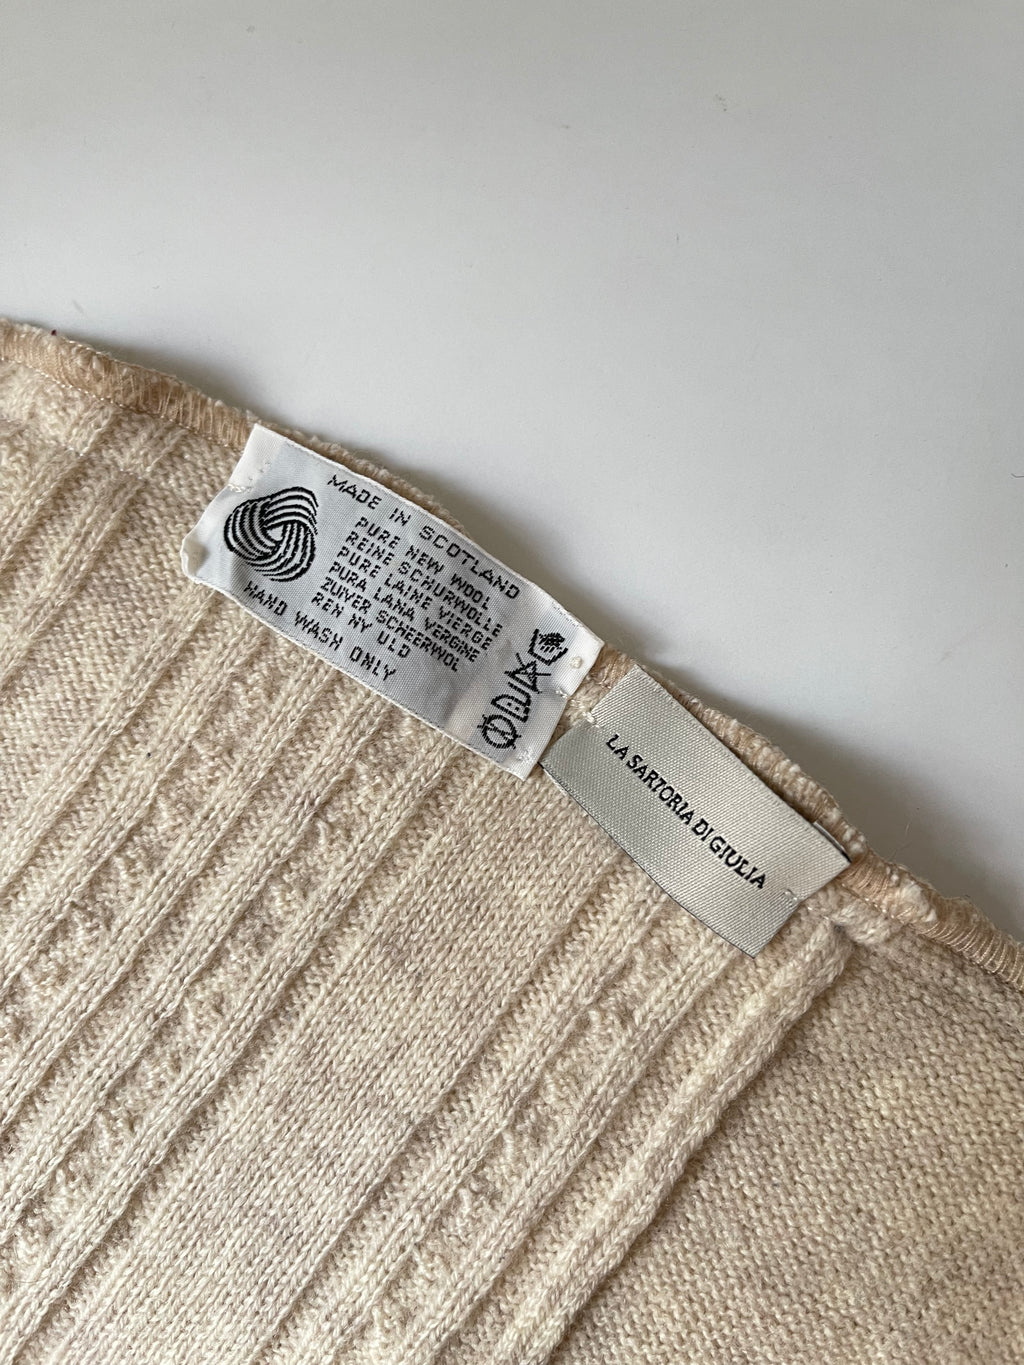 MADE IN SCOTLAND
PURE NEW WOOL
REINE SCHURWOLLE
PURE LAINE VIERGE
PURA LANA VERGINE
ZUIVER SCHEERWOL
REN NY ULD
HAND WASH ONLY
LA SARTORIA DI GIULIA